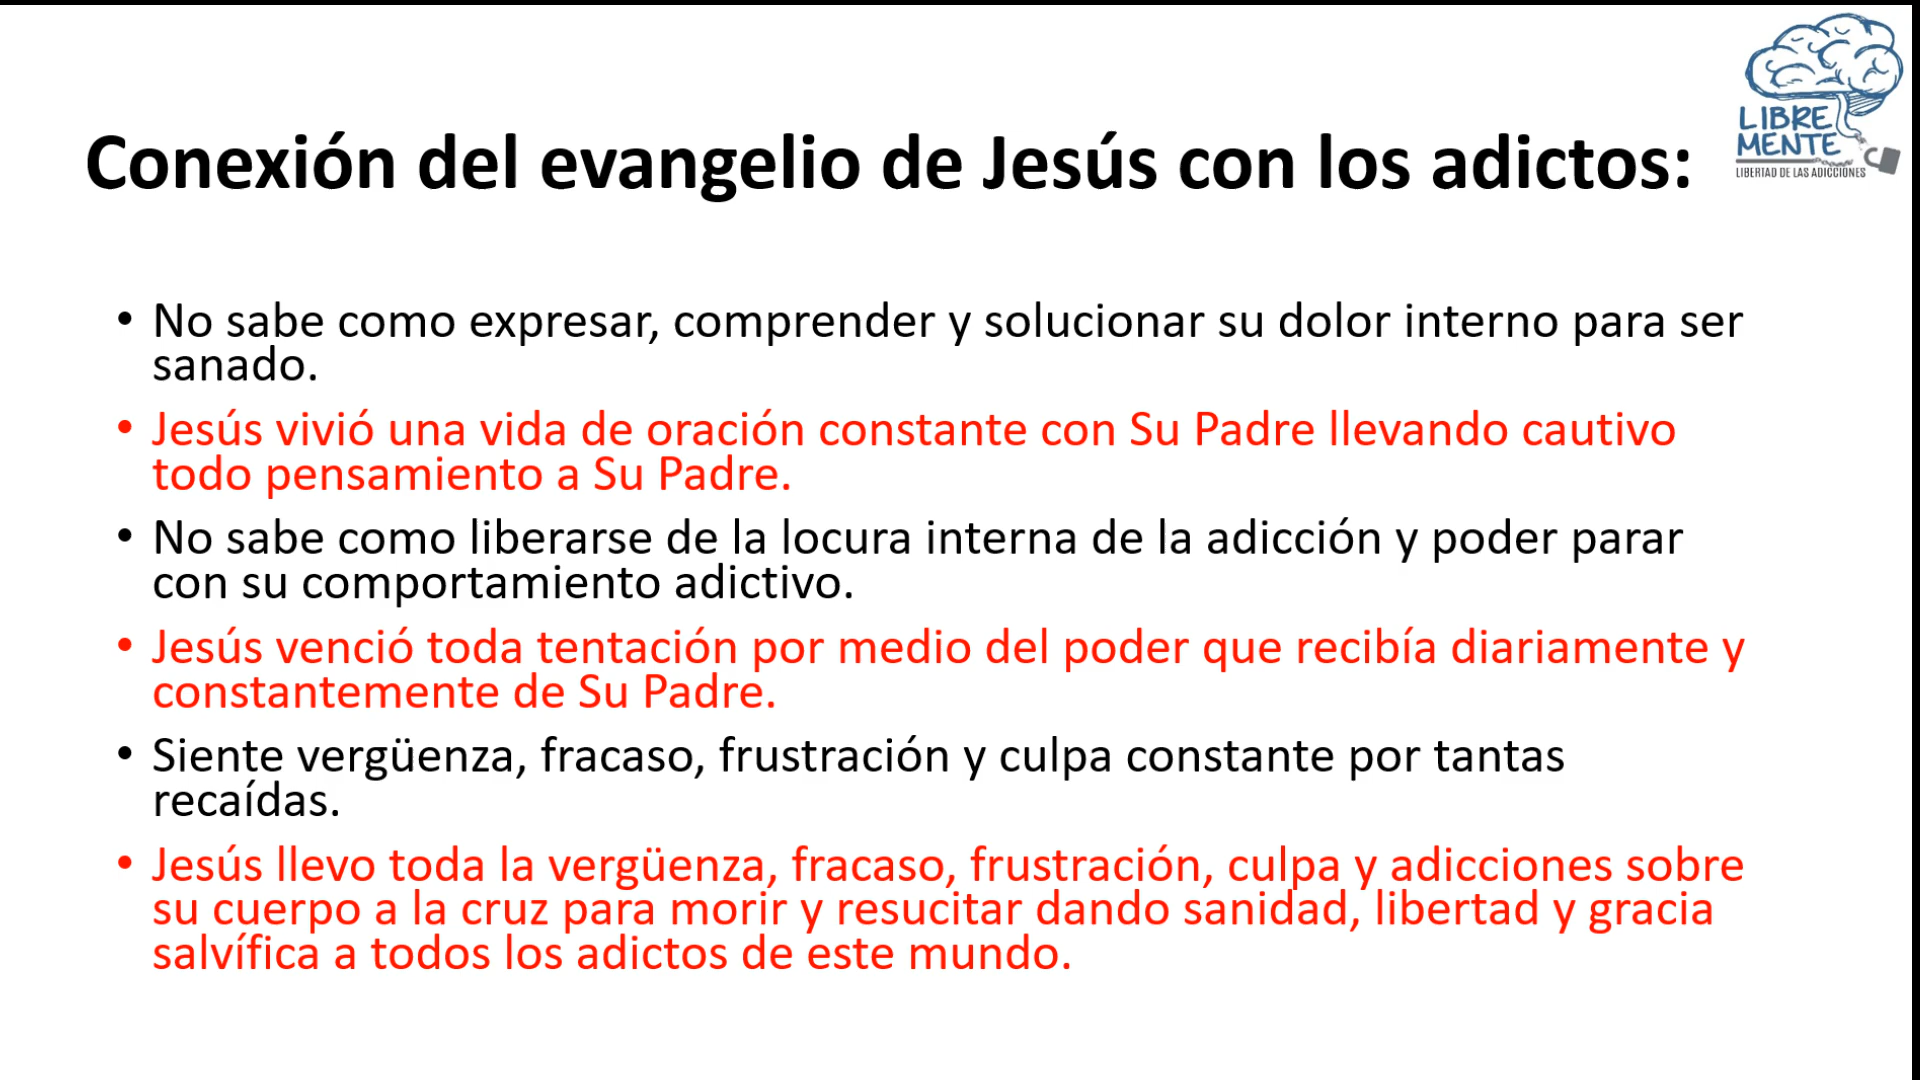 LIBRE
MENTE
LIBERTAD DE LAS ADICCIONES
Conexión del evangelio de Jesús con los adictos:
• No sabe como expresar, comprender y solucionar su dolor interno para ser
sanado.
• Jesús vivió una vida de oración constante con Su Padre llevando cautivo
todo pensamiento a Su Padre.
• No sabe como liberarse de la locura interna de la adicción y poder parar
con su comportamiento adictivo.
• Jesús venció toda tentación por medio del poder que recibía diariamente y
constantemente de Su Padre.
• Siente vergüenza, fracaso, frustración y culpa constante por tantas
recaídas.
• Jesús llevo toda la vergüenza, fracaso, frustración, culpa y adicciones sobre
su cuerpo a la cruz para morir y resucitar dando sanidad, libertad y gracia
salvífica a todos los adictos de este mundo.